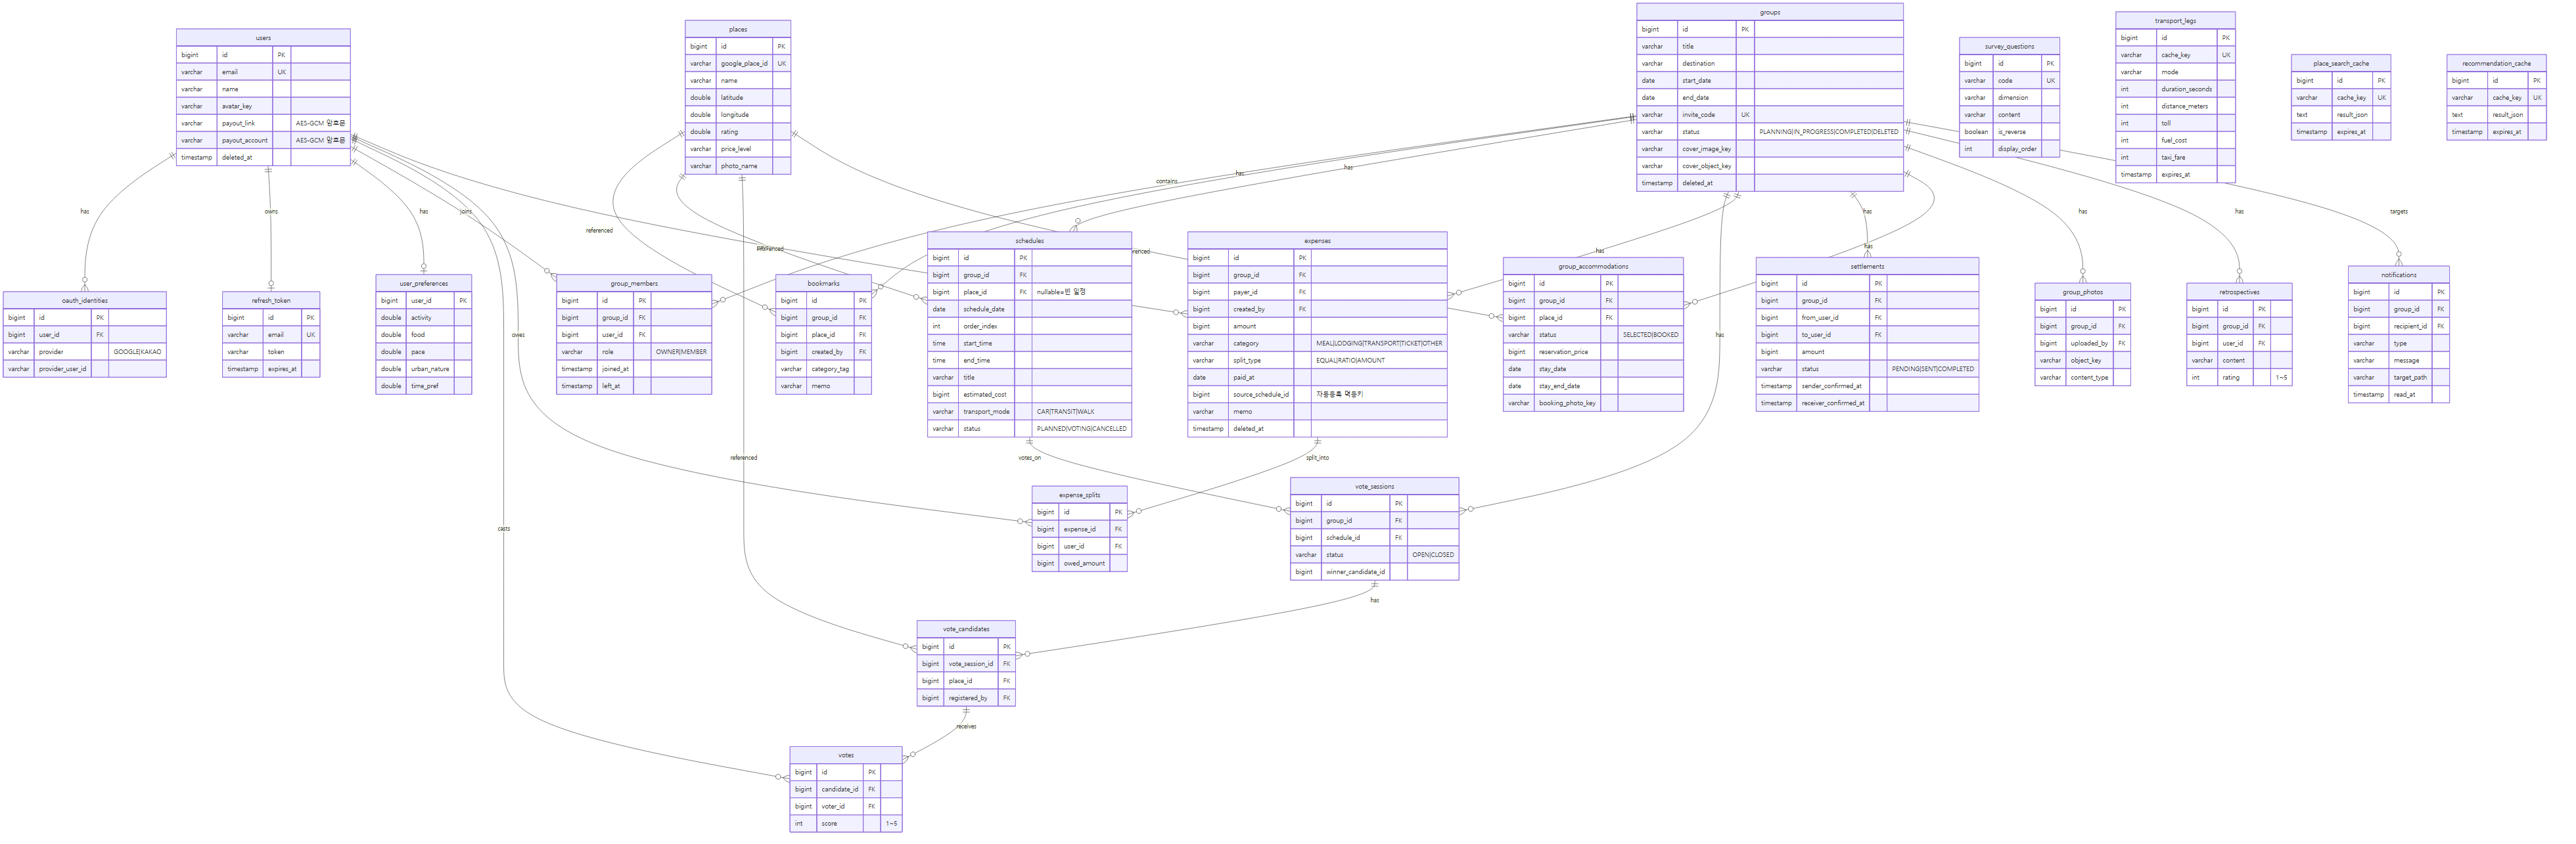 users
bigint id PK
varchar email UK
varchar name
varchar avatar_key
varchar payout_link AES-GCM 암호문
varchar payout_account AES-GCM 암호문
timestamp deleted_at
places
bigint id PK
varchar google_place_id UK
varchar name
double latitude
double longitude
double rating
varchar price_level
varchar photo_name
groups
bigint id PK
varchar title
varchar destination
date start_date
date end_date
varchar invite_code UK
varchar status PLANNING|IN_PROGRESS|COMPLETED|DELETED
varchar cover_image_key
varchar cover_object_key
timestamp deleted_at
survey_questions
bigint id PK
varchar code UK
varchar dimension
varchar content
boolean is_reverse
int display_order
transport_legs
bigint id PK
varchar cache_key UK
varchar mode
int duration_seconds
int distance_meters
int toll
int fuel_cost
int taxi_fare
timestamp expires_at
place_search_cache
bigint id PK
varchar cache_key UK
text result_json
timestamp expires_at
recommendation_cache
bigint id PK
varchar cache_key UK
text result_json
timestamp expires_at
has
owns
has
joins
owes
casts
referenced
referenced
contains
has
has
has
has
has
has
has
has
targets
oauth_identities
bigint id PK
bigint user_id FK
varchar provider GOOGLE|KAKAO
varchar provider_user_id
refresh_token
bigint id PK
varchar email UK
varchar token
timestamp expires_at
user_preferences
bigint user_id PK
double activity
double food
double pace
double urban_nature
double time_pref
group_members
bigint id PK
bigint group_id FK
bigint user_id FK
varchar role OWNER|MEMBER
timestamp joined_at
timestamp left_at
bookmarks
bigint id PK
bigint group_id FK
bigint place_id FK
bigint created_by FK
varchar category_tag
varchar memo
schedules
bigint id PK
bigint group_id FK
bigint place_id FK nullable=빈 일정
date schedule_date
int order_index
time start_time
time end_time
varchar title
bigint estimated_cost
varchar transport_mode CAR|TRANSIT|WALK
varchar status PLANNED|VOTING|CANCELLED
expenses
bigint id PK
bigint group_id FK
bigint payer_id FK
bigint created_by FK
bigint amount
varchar category MEAL|LODGING|TRANSPORT|TICKET|OTHER
varchar split_type EQUAL|RATIO|AMOUNT
date paid_at
bigint source_schedule_id 자동등록 멱등키
varchar memo
timestamp deleted_at
group_accommodations
bigint id PK
bigint group_id FK
bigint place_id FK
varchar status SELECTED|BOOKED
bigint reservation_price
date stay_date
date stay_end_date
varchar booking_photo_key
settlements
bigint id PK
bigint group_id FK
bigint from_user_id FK
bigint to_user_id FK
bigint amount
varchar status PENDING|SENT|COMPLETED
timestamp sender_confirmed_at
timestamp receiver_confirmed_at
group_photos
bigint id PK
bigint group_id FK
bigint uploaded_by FK
varchar object_key
varchar content_type
retrospectives
bigint id PK
bigint group_id FK
bigint user_id FK
varchar content
int rating 1~5
notifications
bigint id PK
bigint group_id FK
bigint recipient_id FK
varchar type
varchar message
varchar target_path
timestamp read_at
votes_on
split_into
expense_splits
bigint id PK
bigint expense_id FK
bigint user_id FK
bigint owed_amount
vote_sessions
bigint id PK
bigint group_id FK
bigint schedule_id FK
varchar status OPEN|CLOSED
bigint winner_candidate_id
has
vote_candidates
bigint id PK
bigint vote_session_id FK
bigint place_id FK
bigint registered_by FK
receives
votes
bigint id PK
bigint candidate_id FK
bigint voter_id FK
int score 1~5